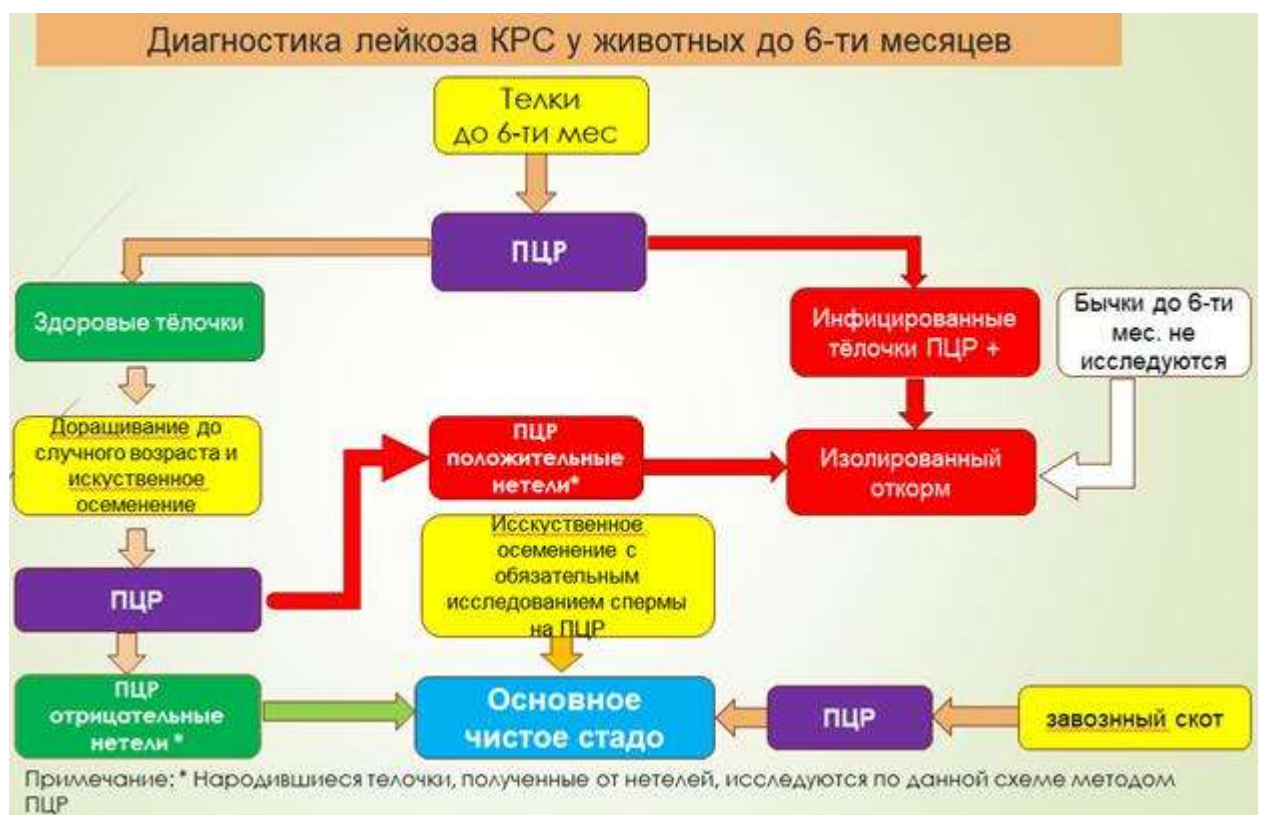 Диагностика лейкоза КРС у животных до 6-ти месяцев
Телки
до 6-ти мес
ПЦР
Здоровые тёлочки
Инфицированные
тёлочки ПЦР +
Бычки до 6-ти
мес. не
исследуются
Доращивание до
случного возраста и
искуственное
осеменение
ПЦР
положительные
нетели*
Изолированный
откорм
Исскуственное
осеменение с
обязательным
исследованием спермы
на ПЦР
ПЦР
ПЦР
отрицательные
нетели *
Основное
чистое стадо
ПЦР
завознный скот
Примечание: * Народившиеся телочки, полученные от нетелей, исследуются по данной схеме методом
ПЦР